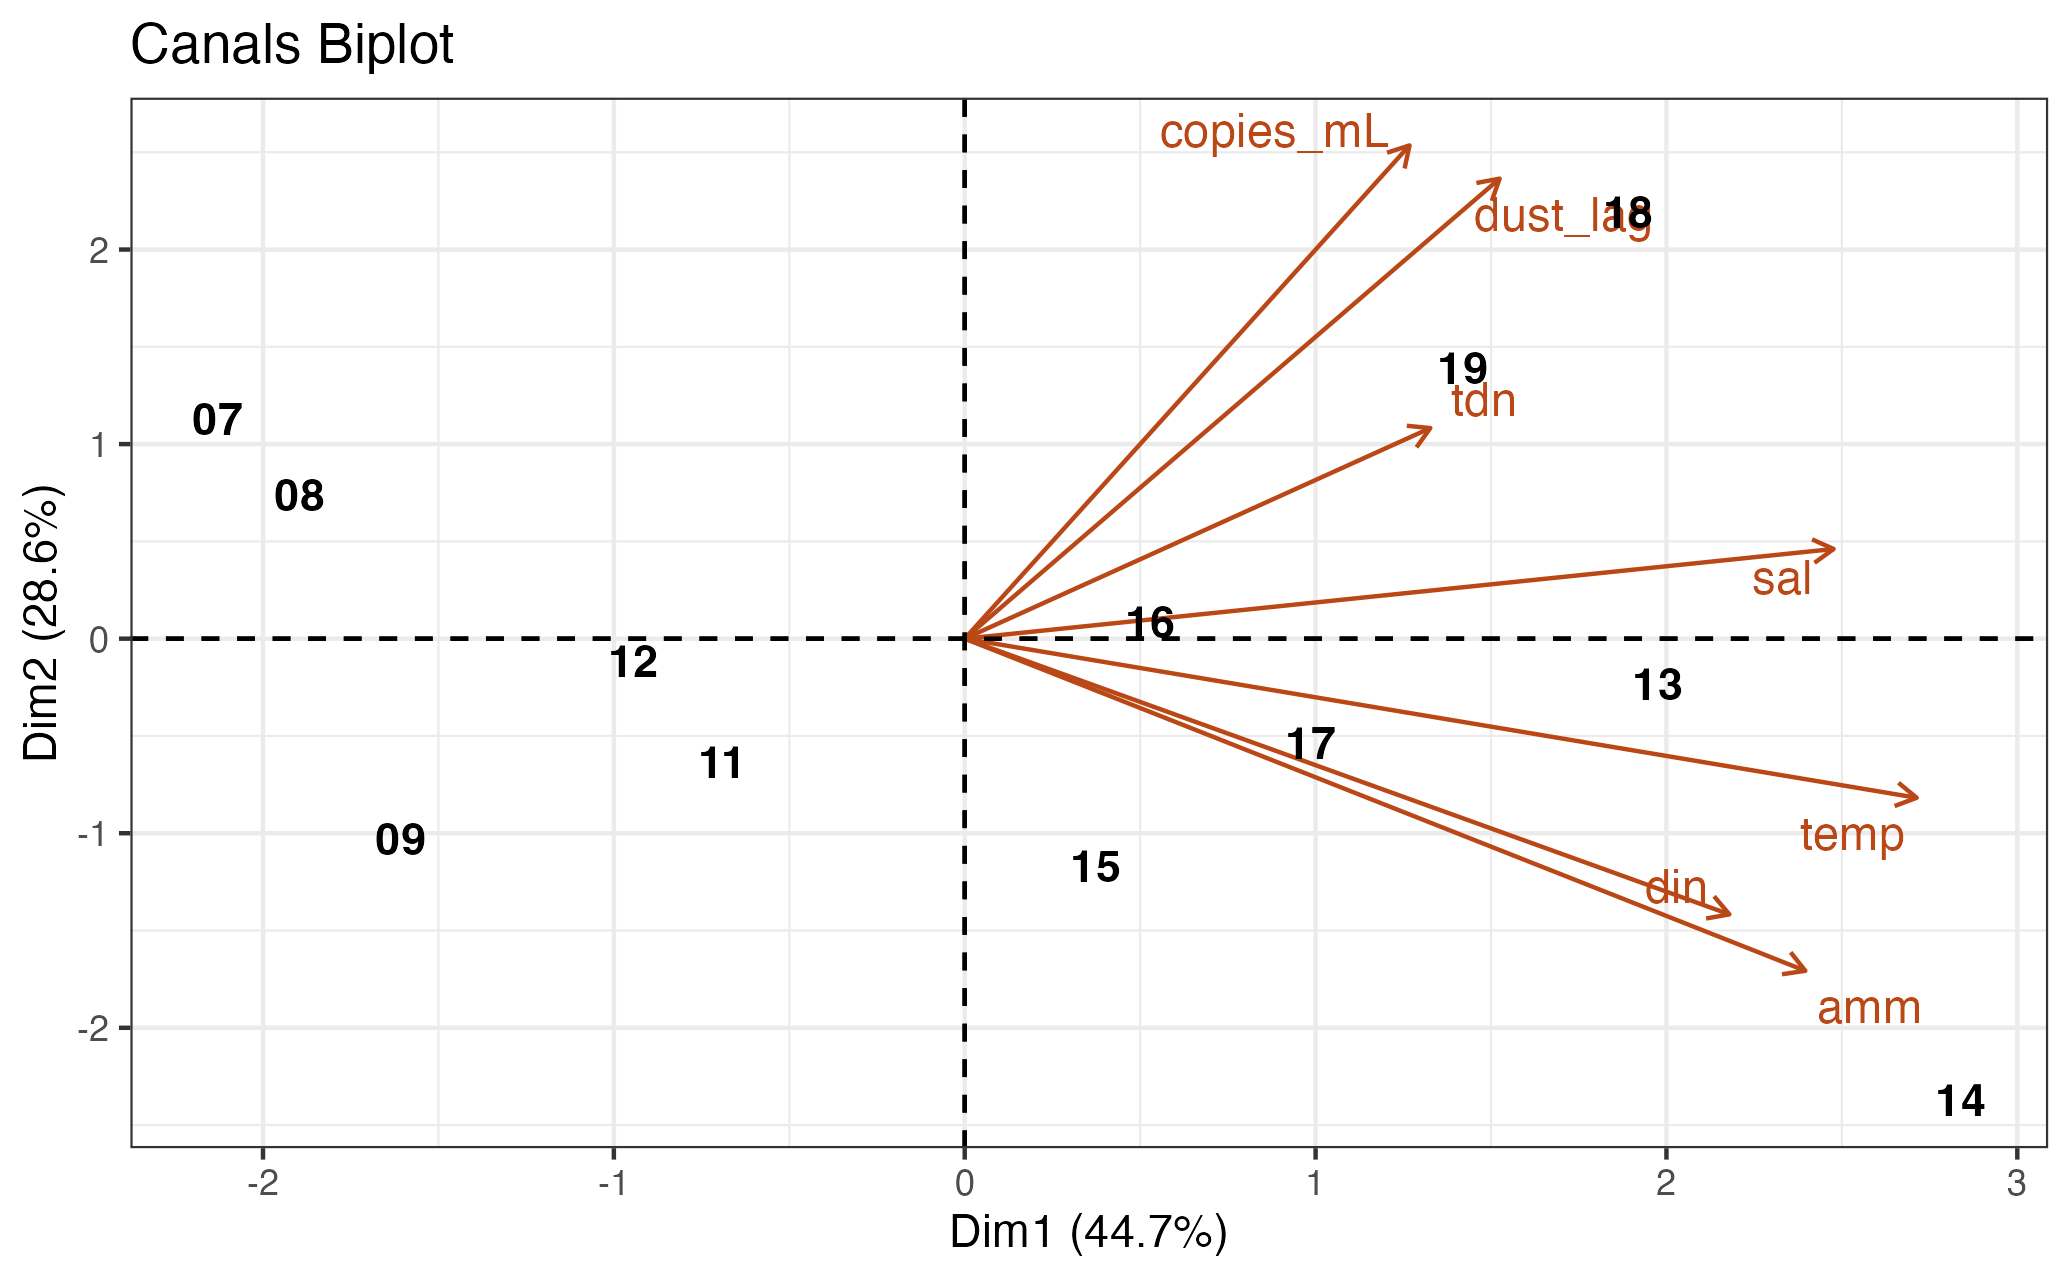 Canals Biplot
copies_mL
dust_lag
18
2
19
tdn
07
1
08
sal
16
0
12
13
17
11
temp
-1
09
15
din
amm
-2
14
Dim2 (28.6%)
-2
-1
0
1
2
3
Dim1 (44.7%)